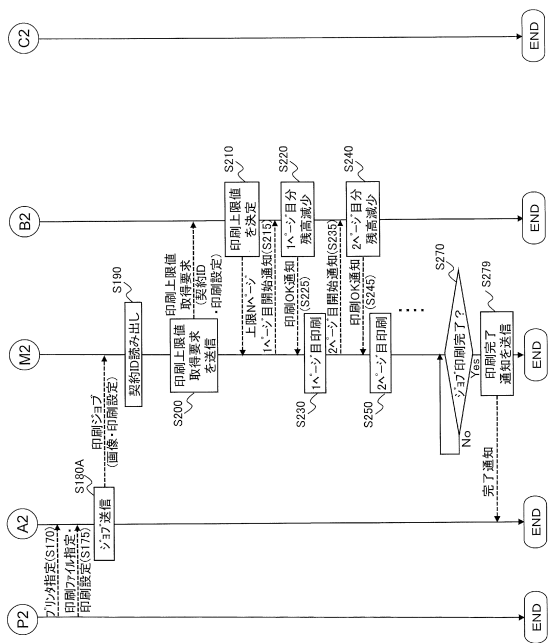 P2
A2
M2
B2
C2
プリンタ指定(S170)
印刷ファイル指定・
印刷設定(S175)
S180A
ジョブ送信
印刷ジョブ
(画像・印刷設定)
S190
契約ID読み出し
S200
印刷上限値
取得要求
を送信
印刷上限値
取得要求
(契約ID
・印刷設定)
S210
印刷上限値
を決定
上限Nページ
1ページ目開始通知(S215)
S220
1ページ目分
残高減少
印刷OK通知
(S225)
S230
1ページ目印刷
2ページ目開始通知(S235)
S240
2ページ目分
残高減少
印刷OK通知
(S245)
S250
2ページ目印刷
S270
ジョブ印刷完了?
No
Yes
S279
印刷完了
通知を送信
完了通知
END
END
END
END
END